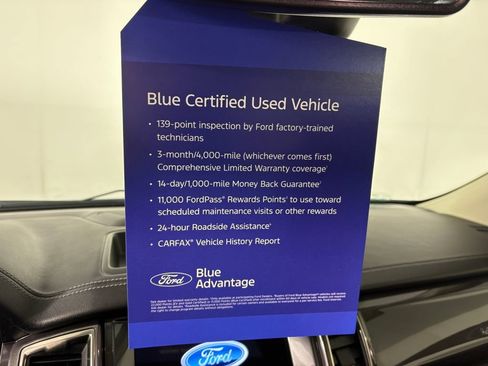 Blue Certified Used Vehicle
• 139-point inspection by Ford factory-trained
technicians
• 3-month/4,000-mile (whichever comes first)
Comprehensive Limited Warranty coverage†
• 14-day/1,000-mile Money Back Guarantee†
• 11,000 FordPass® Rewards Points† to use toward
scheduled maintenance visits or other rewards
• 24-hour Roadside Assistance†
• CARFAX® Vehicle History Report
Ford
Blue
Advantage
Ford